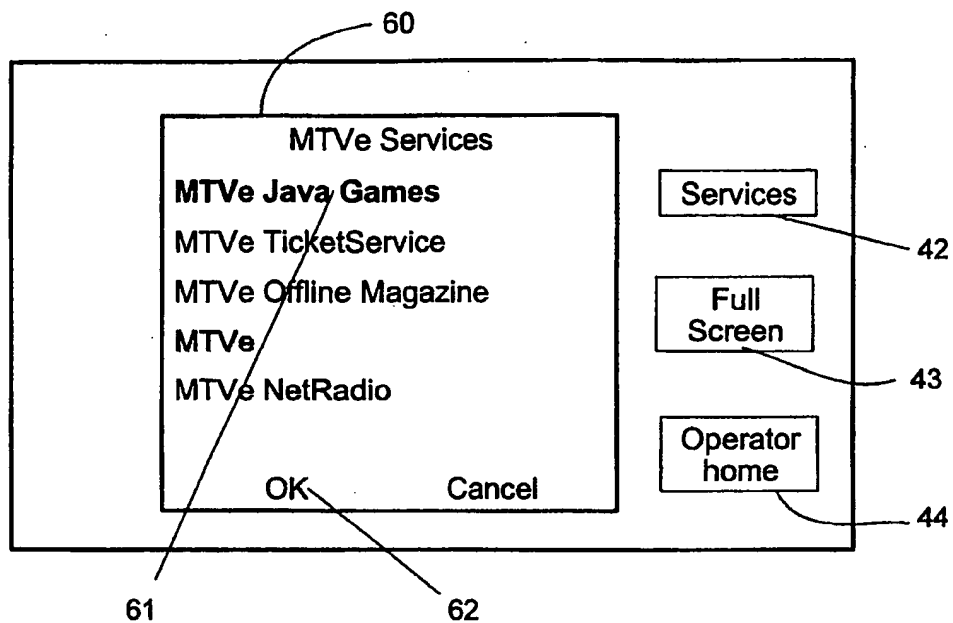 60
MTVe Services
MTVe Java Games
MTVe TicketService
MTVe Offline Magazine
MTVe
MTVe NetRadio
OK
Cancel
Services
42
Full
Screen
43
Operator
home
44
61
62